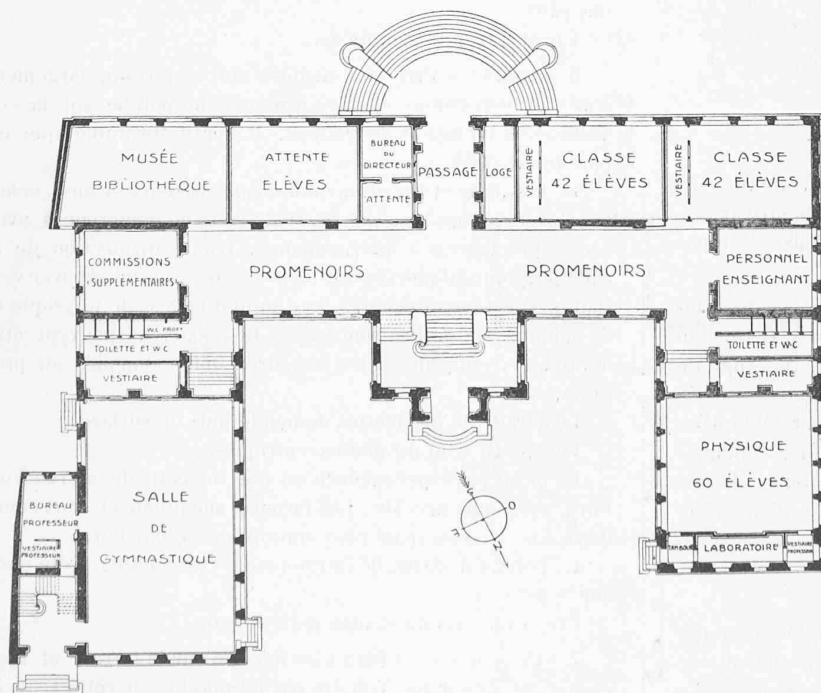 MUSÉE
BIBLIOTHÈQUE
ATTENTE
ELÈVES
BUREAU
DU
DIRECTEUR
ATTENTE
PASSAGE
LOGE
VESTIAIRE
CLASSE
42 ÉLÈVES
VESTIAIRE
CLASSE
42 ÉLÈVES
COMMISSIONS
SUPPLÉMENTAIRES
PROMENOIRS
PROMENOIRS
PERSONNEL
ENSEIGNANT
W.C. PROFr
TOILETTE ET W·C
VESTIAIRE
TOILETTE ET W·C
VESTIAIRE
PHYSIQUE
60 ÉLÈVES
BUREAU
PROFESSEUR
VESTIAIRE
PROFESSEUR
SALLE
DE
GYMNASTIQUE
O
N
TAMBOUR
LABORATOIRE
VESTIAIRE
PROFESSEUR